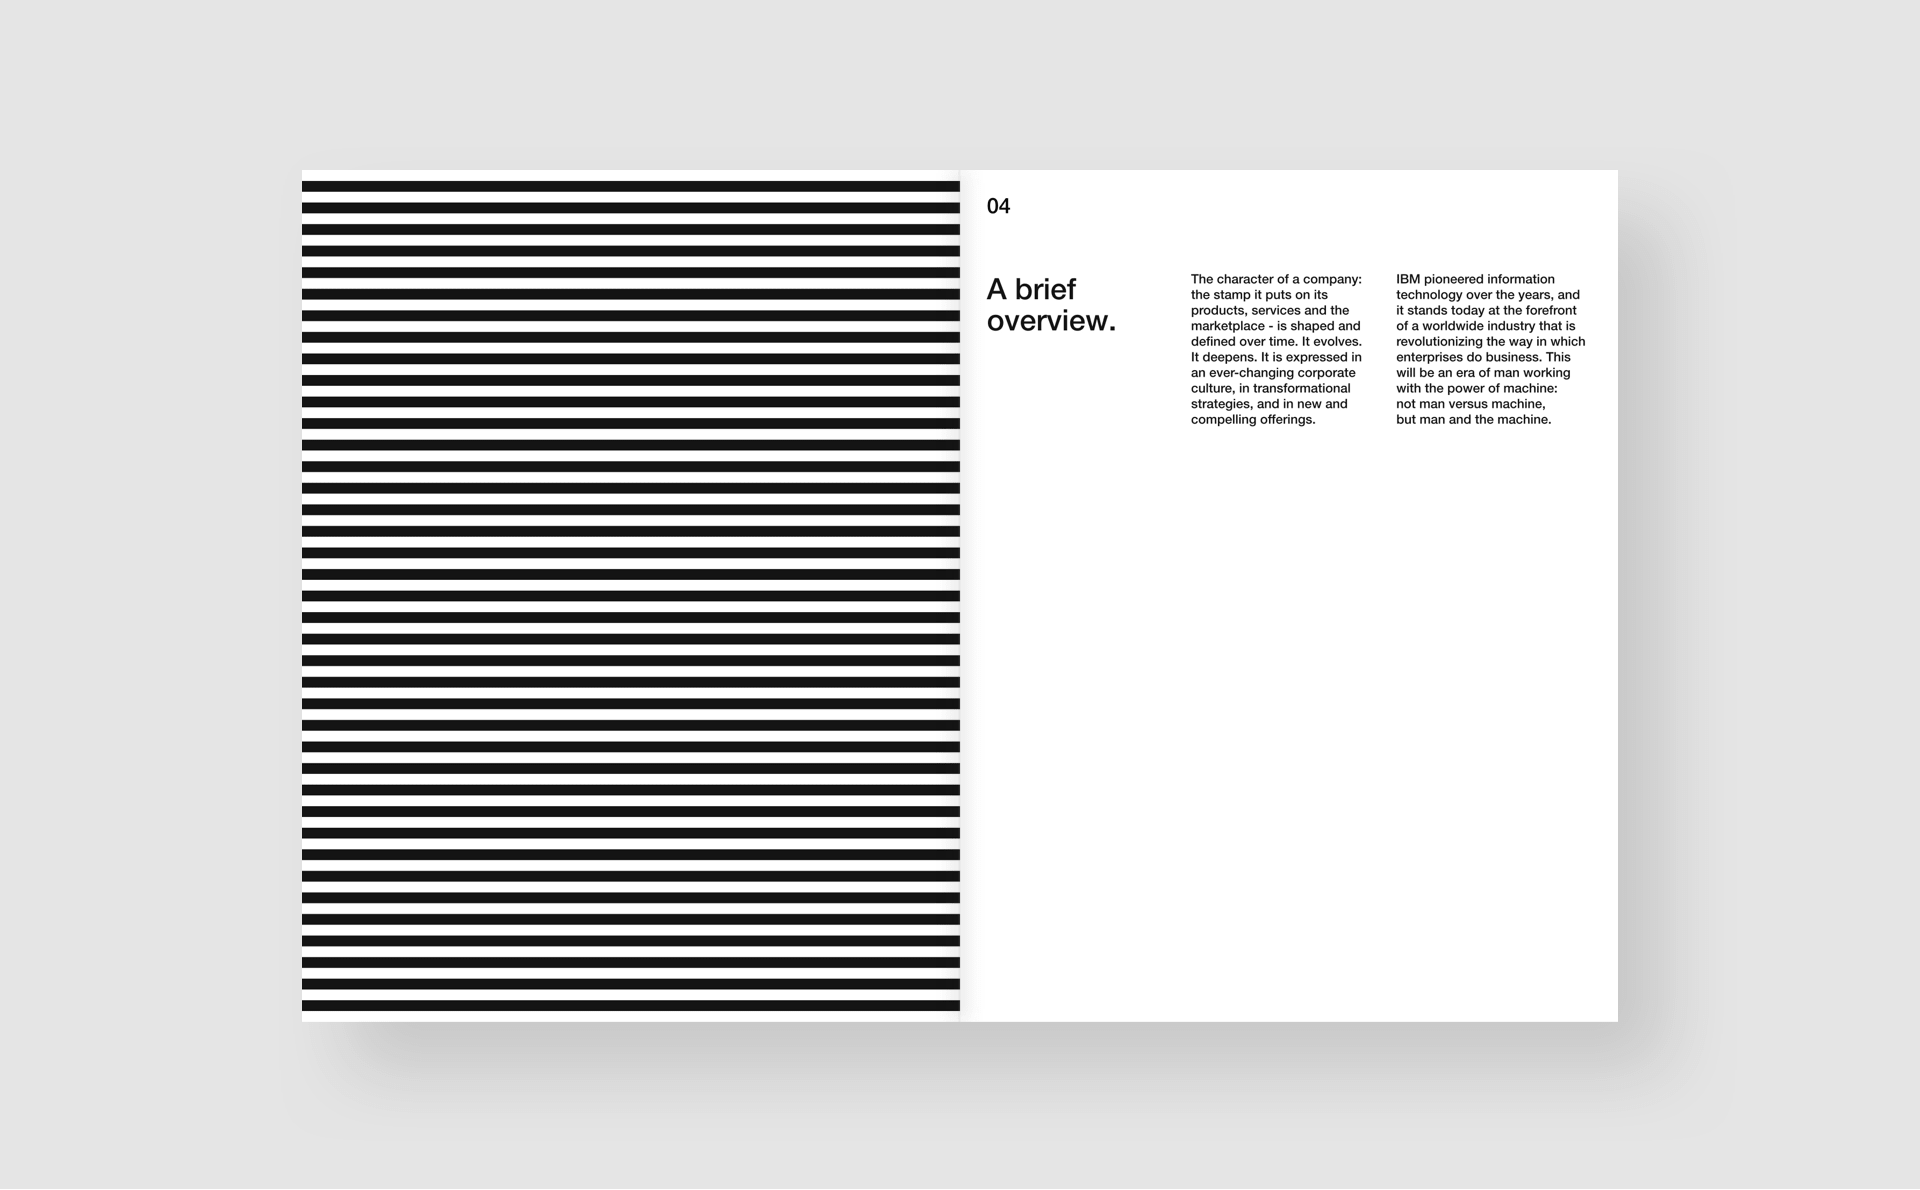 04
A brief
overview.
The character of a company:
the stamp it puts on its
products, services and the
marketplace - is shaped and
defined over time. It evolves.
It deepens. It is expressed in
an ever-changing corporate
culture, in transformational
strategies, and in new and
compelling offerings.
IBM pioneered information
technology over the years, and
it stands today at the forefront
of a worldwide industry that is
revolutionizing the way in which
enterprises do business. This
will be an era of man working
with the power of machine:
not man versus machine,
but man and the machine.